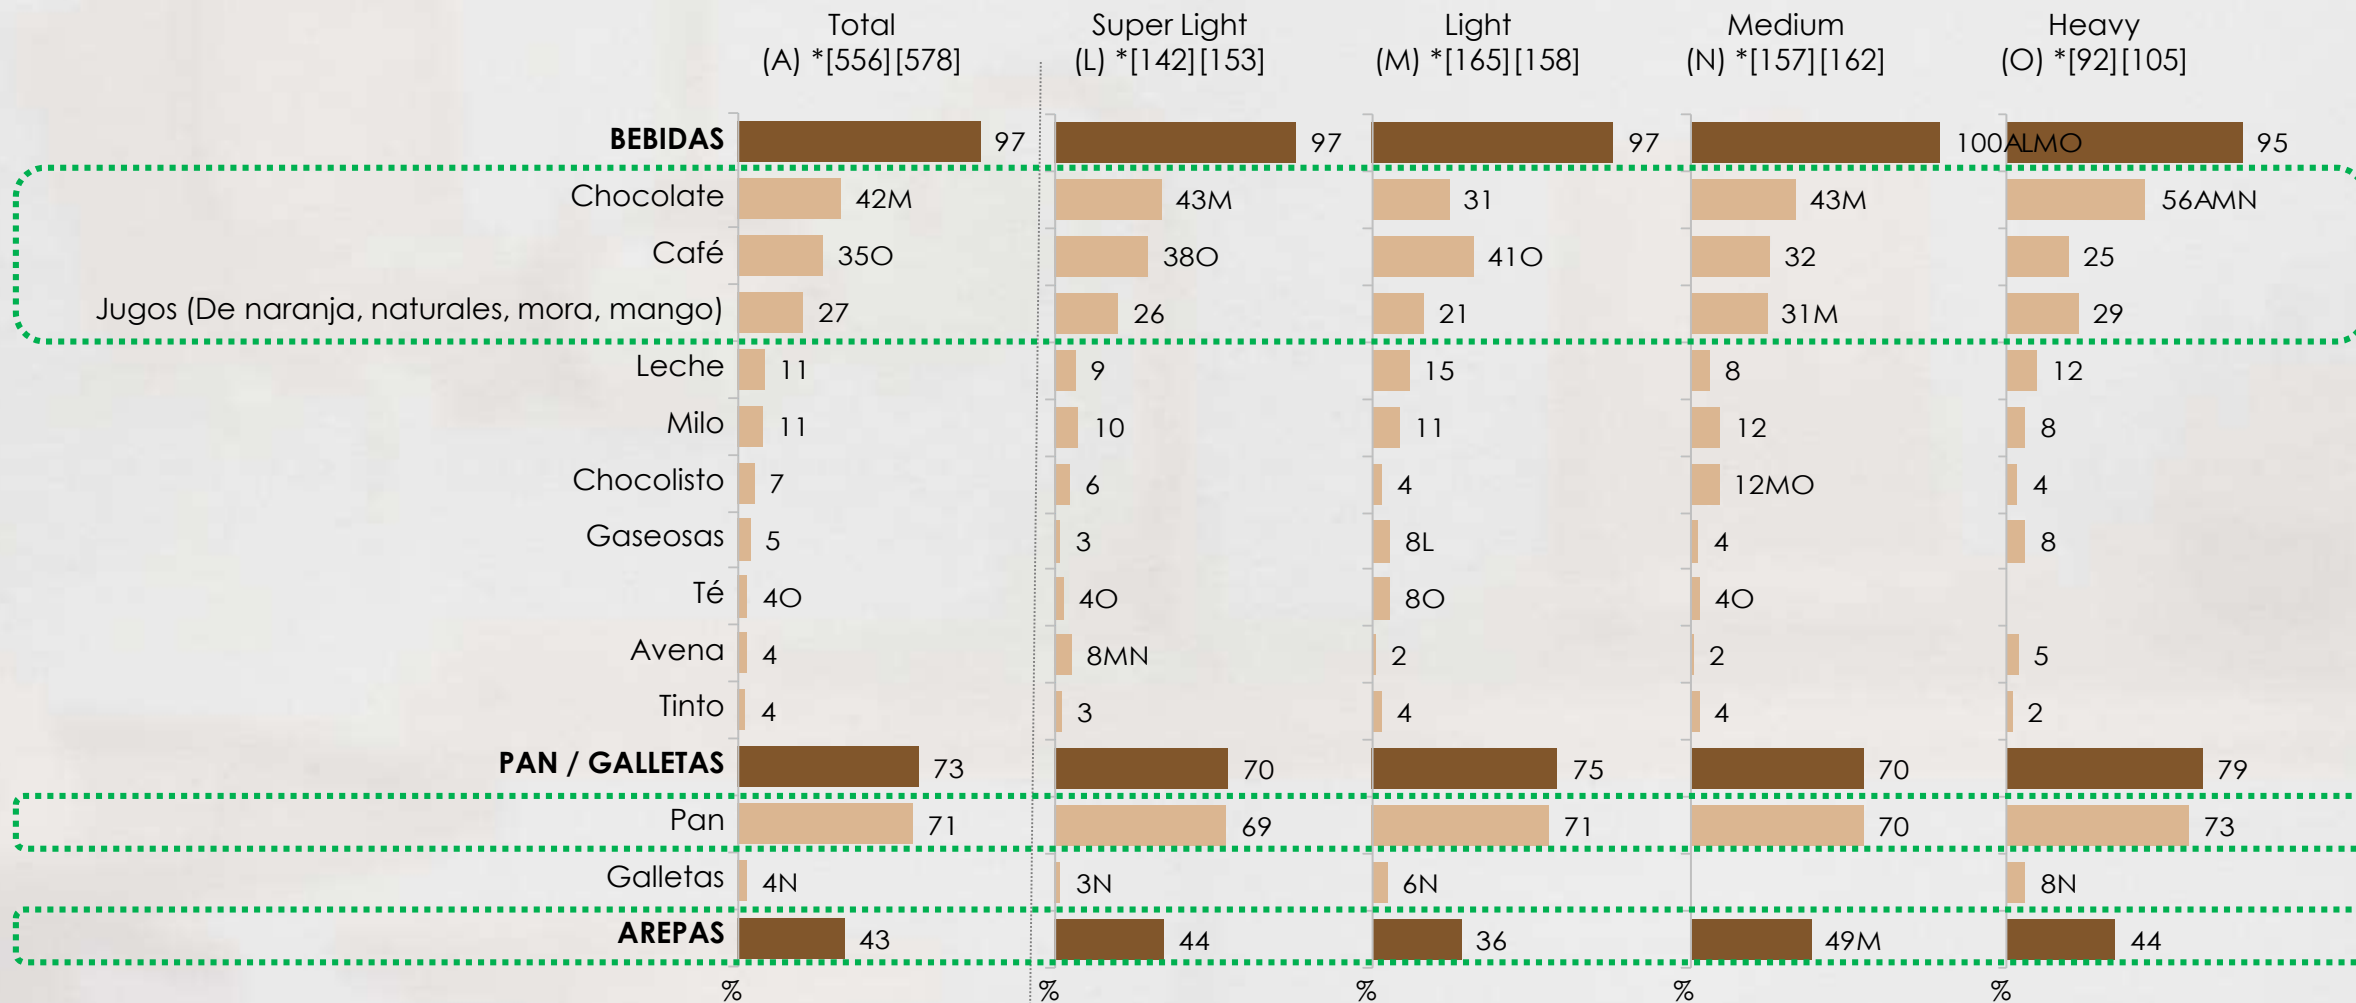 Total Super Light Light Medium Heavy
(A) *[556][578] (L) *[142][153] (M) *[165][158] (N) *[157][162] (O) *[92][105]
BEBIDAS 97 97 97 100ALMO 95
Chocolate 42M 43M 31 43M 56AMN
Café 35O 38O 41O 32 25
Jugos (De naranja, naturales, mora, mango) 27 26 21 31M 29
Leche 11 9 15 8 12
Milo 11 10 11 12 8
Chocolisto 7 6 4 12MO 4
Gaseosas 5 3 8L 4 8
Té 4O 4O 8O 4O
Avena 4 8MN 2 2 5
Tinto 4 3 4 4 2
PAN / GALLETAS 73 70 75 70 79
Pan 71 69 71 70 73
Galletas 4N 3N 6N 8N
AREPAS 43 44 36 49M 44
% % % % %